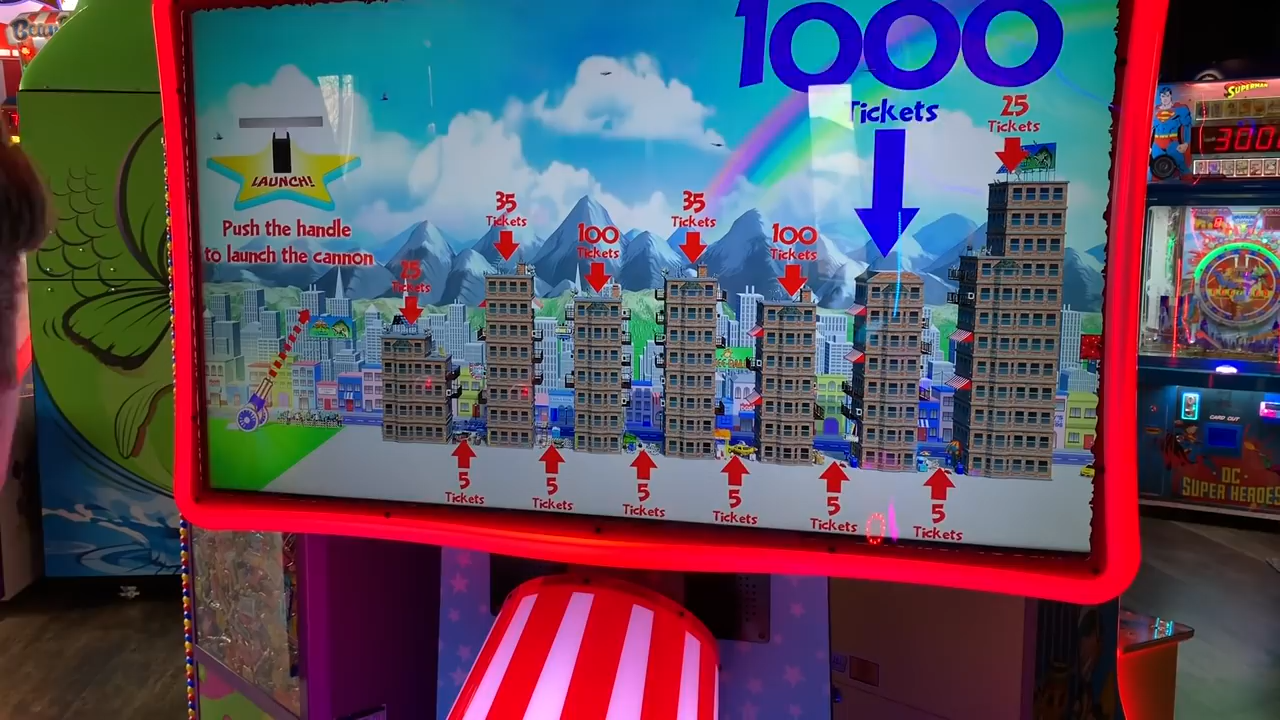 1000
Tickets
25
Tickets
SUPERMAN
300
LAUNCH!
Push the handle
to launch the cannon
35
Tickets
35
Tickets
100
Tickets
100
Tickets
25
Tickets
5
Tickets
5
Tickets
5
Tickets
5
Tickets
5
Tickets
5
Tickets
CARD OUT
DC
SUPER HEROES